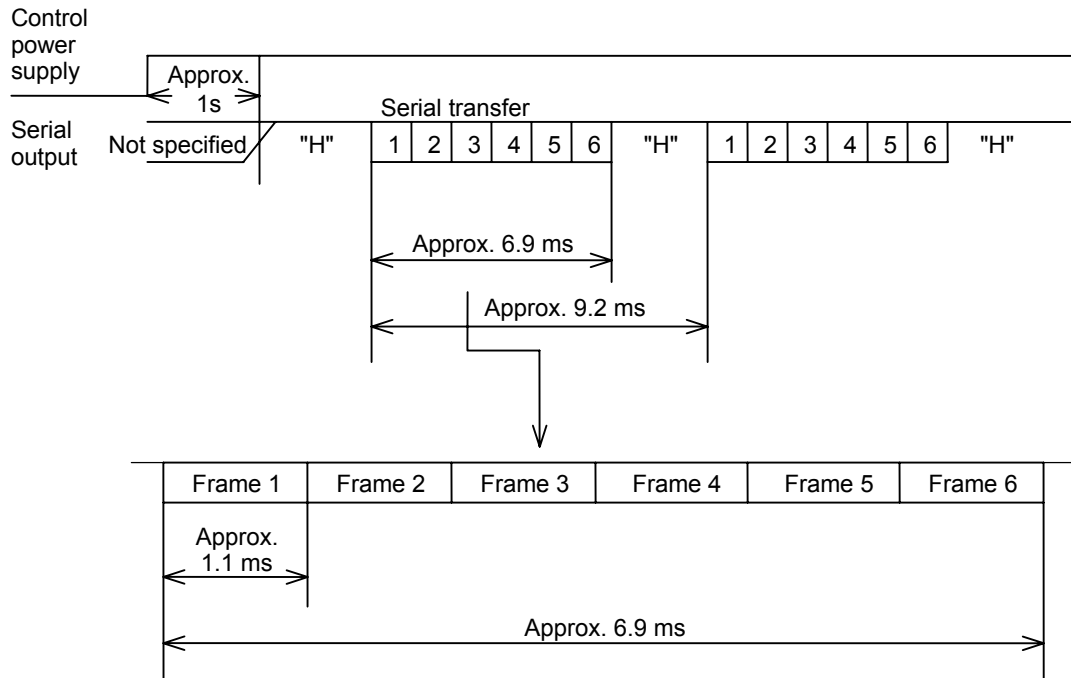 Control
power
supply
Approx.
1s
Serial
output
Not specified
"H"
Serial transfer
1 2 3 4 5 6
"H"
1 2 3 4 5 6
"H"
Approx. 6.9 ms
Approx. 9.2 ms
Frame 1 Frame 2 Frame 3 Frame 4 Frame 5 Frame 6
Approx.
1.1 ms
Approx. 6.9 ms